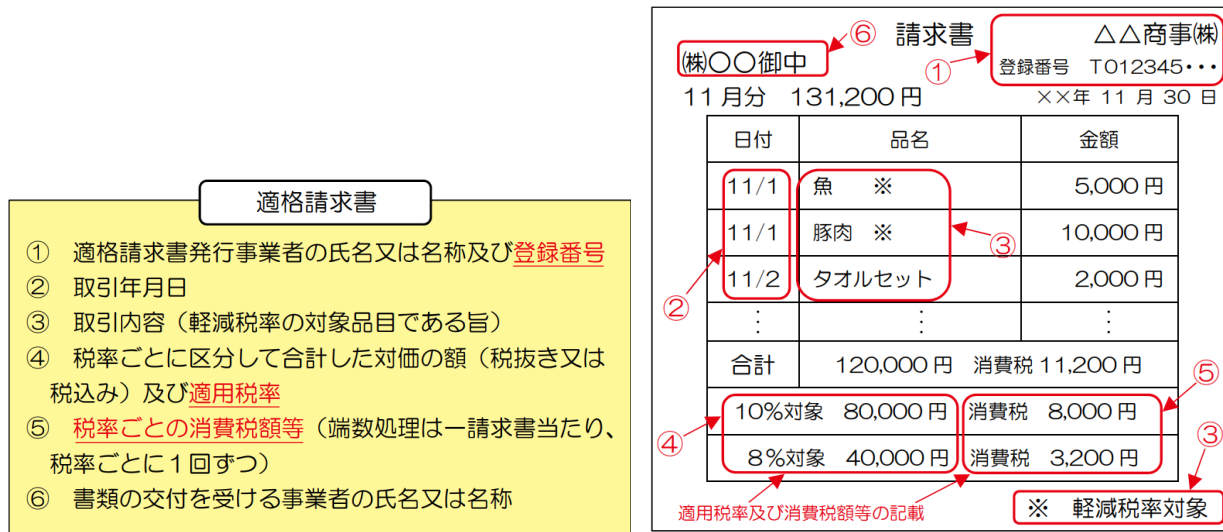 適格請求書
① 適格請求書発行事業者の氏名又は名称及び登録番号
② 取引年月日
③ 取引内容（軽減税率の対象品目である旨）
④ 税率ごとに区分して合計した対価の額（税抜き又は
税込み）及び適用税率
⑤ 税率ごとの消費税額等（端数処理は一請求書当たり、
税率ごとに１回ずつ）
⑥ 書類の交付を受ける事業者の氏名又は名称
⑥ 請求書 △△商事㈱
㈱〇〇御中 ① 登録番号 T012345・・・
11月分 131,200円 ××年 11月 30日
日付 品名 金額
11/1 魚 ※ 5,000円
11/1 豚肉 ※ 10,000円
③
11/2 タオルセット 2,000円
②
⋮ ⋮ ⋮
合計 120,000円 消費税 11,200円
⑤
10%対象 80,000円 消費税 8,000円
④ ③
8%対象 40,000円 消費税 3,200円
適用税率及び消費税額等の記載 ※ 軽減税率対象